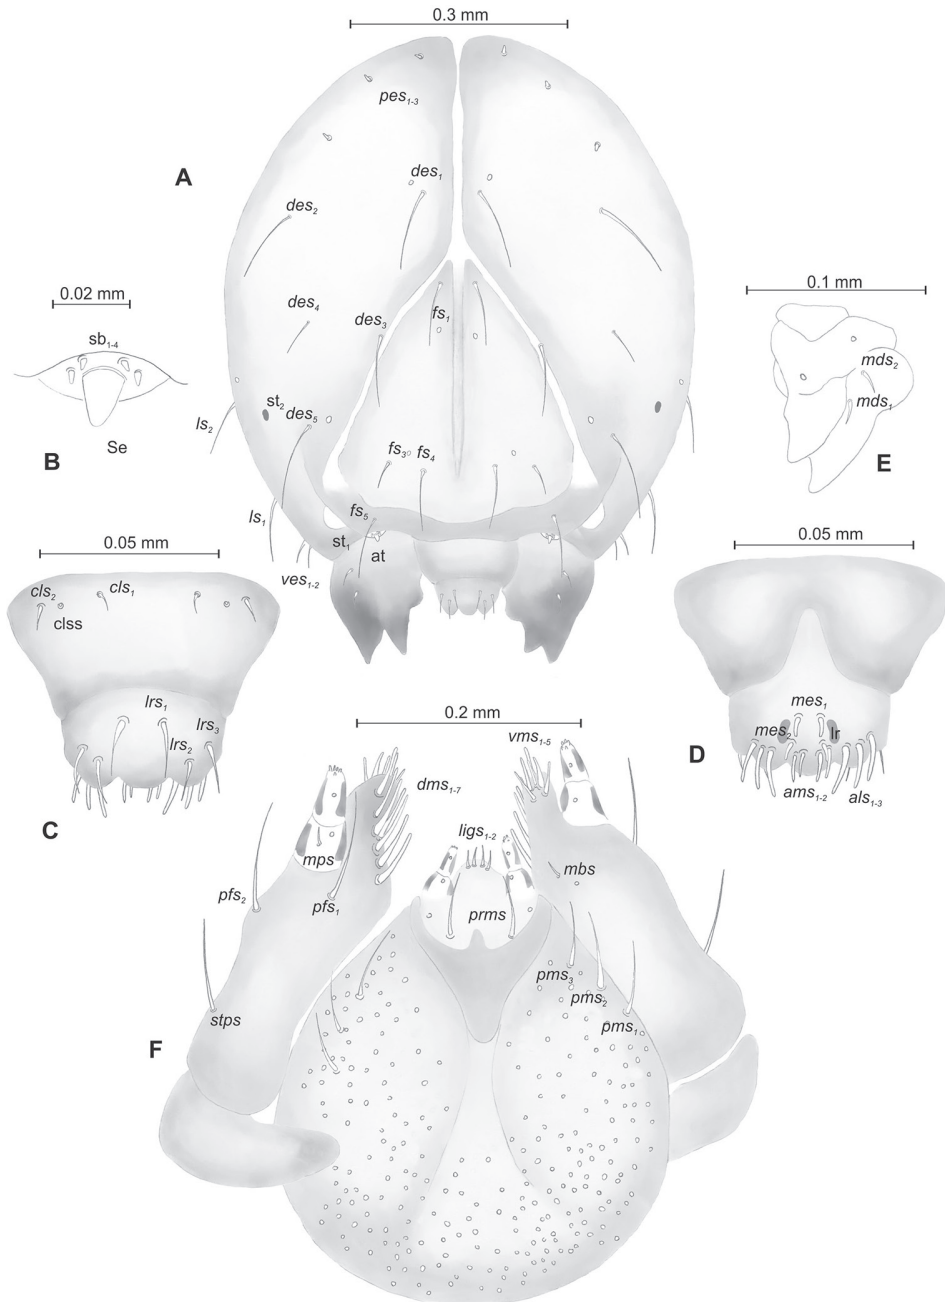 0.3 mm
pes₁₋₃
A
des₁
des₂
0.02 mm
0.1 mm
des₄
des₃
fs₁
sb₁₋₄
mds₂
mds₁
ls₂
st₂
des₅
Se
B
E
fs₃
fs₄
ls₁
fs₅
st₁
at
0.05 mm
0.05 mm
ves₁₋₂
cls₂
cls₁
clss
lrs₁
lrs₂
lrs₃
mes₁
mes₂
lr
0.2 mm
D
vms₁₋₅
ams₁₋₂
als₁₋₃
dms₁₋₇
C
ligs₁₋₂
mps
mbs
pfs₂
pfs₁
prms
pms₃
pms₂
pms₁
stps
F